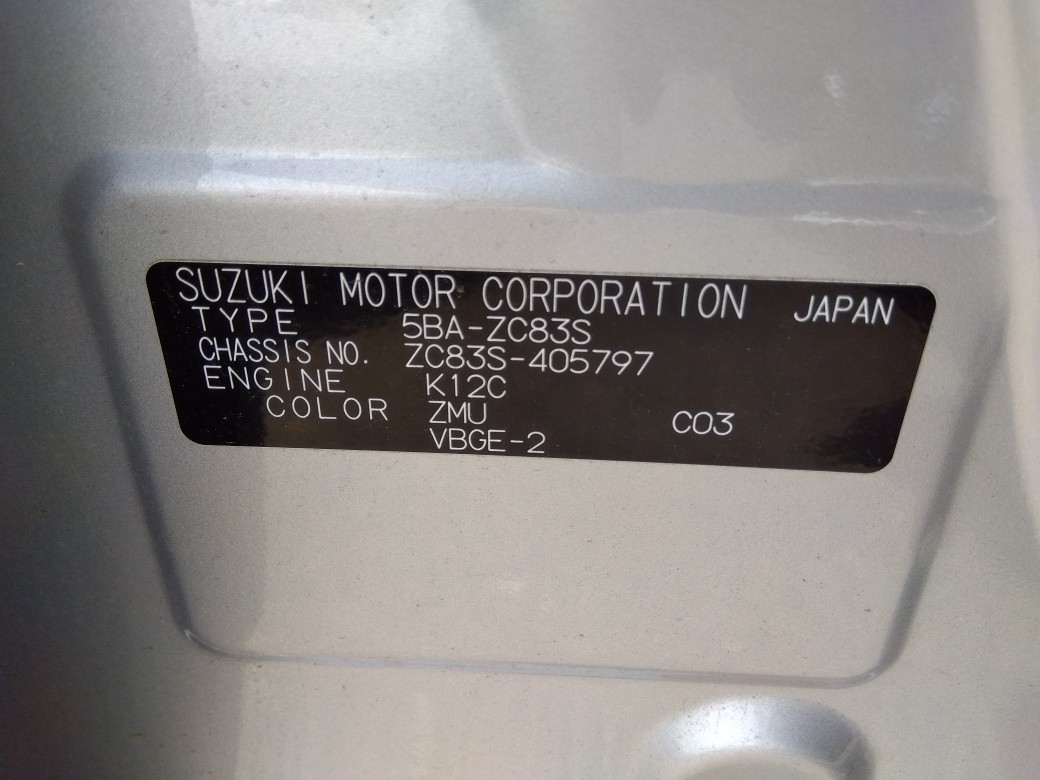 SUZUKI MOTOR CORPORATION JAPAN
TYPE 5BA-ZC83S
CHASSIS NO. ZC83S-405797
ENGINE K12C
COLOR ZMU C03
VBGE-2